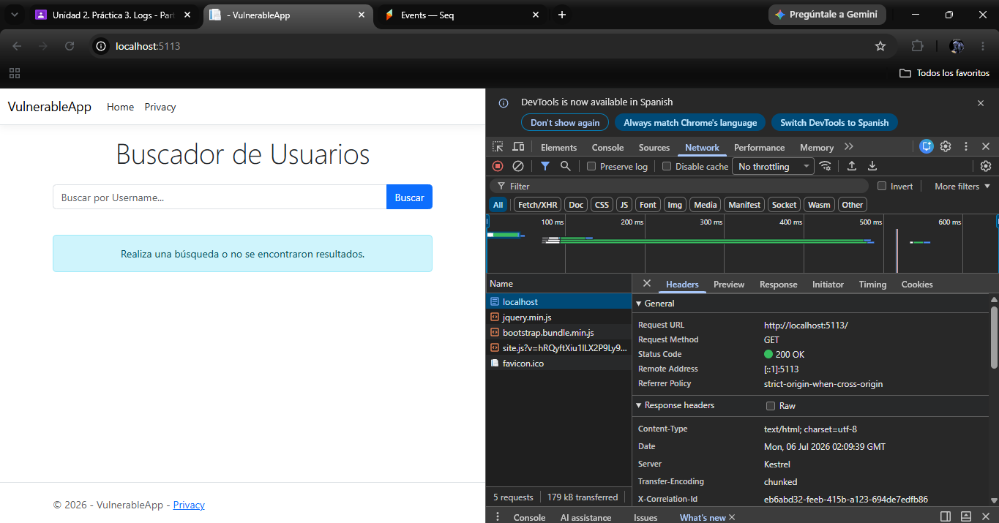 Unidad 2. Práctica 3. Logs - Part
- VulnerableApp
Events — Seq
Pregúntale a Gemini
localhost:5113
Todos los favoritos
VulnerableApp Home Privacy
Buscador de Usuarios
Buscar por Username...
Buscar
Realiza una búsqueda o no se encontraron resultados.
© 2026 - VulnerableApp - Privacy
DevTools is now available in Spanish
Don't show again
Always match Chrome's language
Switch DevTools to Spanish
Elements Console Sources Network Performance Memory
Preserve log Disable cache No throttling
Filter Invert More filters
All Fetch/XHR Doc CSS JS Font Img Media Manifest Socket Wasm Other
100 ms 200 ms 300 ms 400 ms 500 ms 600 ms
Name
localhost
jquery.min.js
bootstrap.bundle.min.js
site.js?v=hRQyftXiu1lLX2P9Ly9...
favicon.ico
5 requests 179 kB transferred
Headers Preview Response Initiator Timing Cookies
General
Request URL http://localhost:5113/
Request Method GET
Status Code 200 OK
Remote Address [::1]:5113
Referrer Policy strict-origin-when-cross-origin
Response headers Raw
Content-Type text/html; charset=utf-8
Date Mon, 06 Jul 2026 02:09:39 GMT
Server Kestrel
Transfer-Encoding chunked
X-Correlation-Id eb6abd32-feeb-415b-a123-694de7edfb86
Console AI assistance Issues What's new